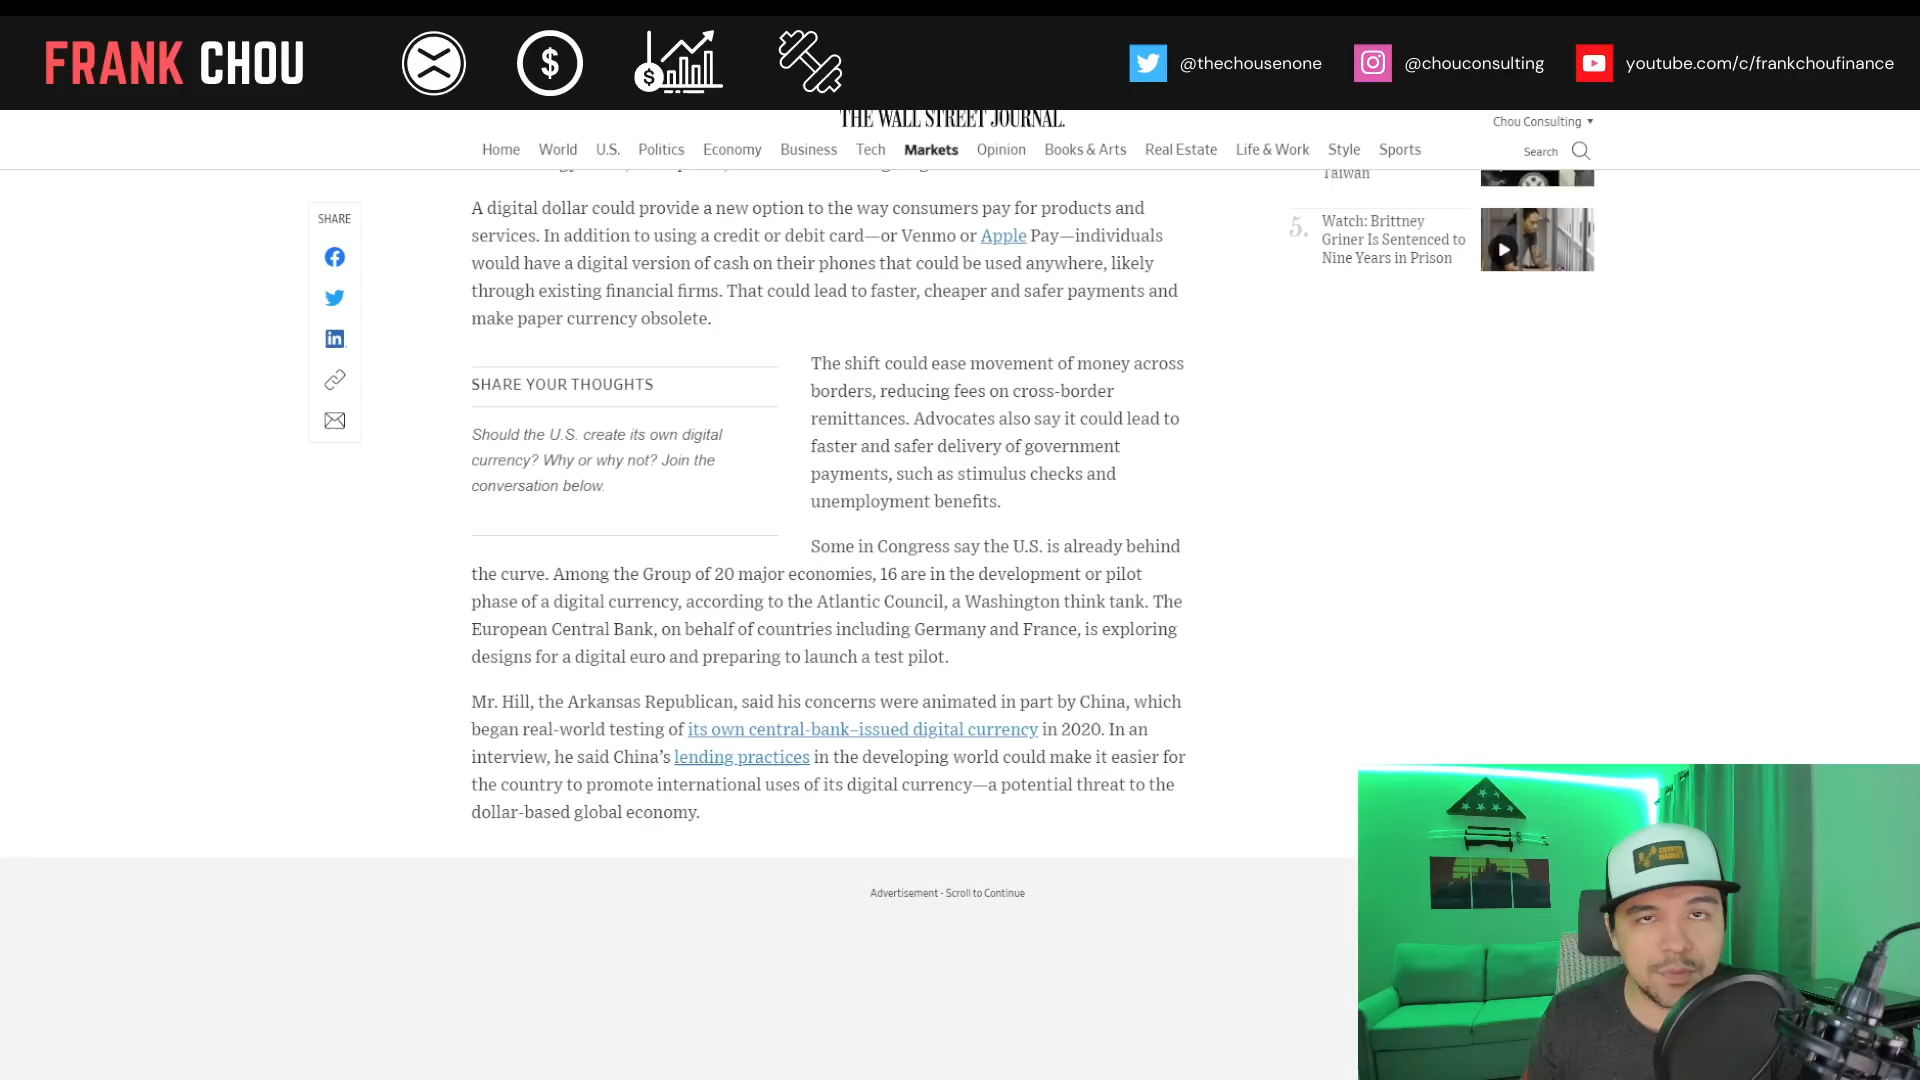 FRANK CHOU
@thechousenone
@chouconsulting
youtube.com/c/frankchoufinance
THE WALL STREET JOURNAL.
Chou Consulting
Home World U.S. Politics Economy Business Tech Markets Opinion Books & Arts Real Estate Life & Work Style Sports
Search
SHARE
A digital dollar could provide a new option to the way consumers pay for products and
services. In addition to using a credit or debit card—or Venmo or Apple Pay—individuals
would have a digital version of cash on their phones that could be used anywhere, likely
through existing financial firms. That could lead to faster, cheaper and safer payments and
make paper currency obsolete.
SHARE YOUR THOUGHTS
Should the U.S. create its own digital
currency? Why or why not? Join the
conversation below.
The shift could ease movement of money across
borders, reducing fees on cross-border
remittances. Advocates also say it could lead to
faster and safer delivery of government
payments, such as stimulus checks and
unemployment benefits.
Some in Congress say the U.S. is already behind
the curve. Among the Group of 20 major economies, 16 are in the development or pilot
phase of a digital currency, according to the Atlantic Council, a Washington think tank. The
European Central Bank, on behalf of countries including Germany and France, is exploring
designs for a digital euro and preparing to launch a test pilot.
Mr. Hill, the Arkansas Republican, said his concerns were animated in part by China, which
began real-world testing of its own central-bank–issued digital currency in 2020. In an
interview, he said China's lending practices in the developing world could make it easier for
the country to promote international uses of its digital currency—a potential threat to the
dollar-based global economy.
Advertisement - Scroll to Continue
Taiwan
5.
Watch: Brittney
Griner Is Sentenced to
Nine Years in Prison